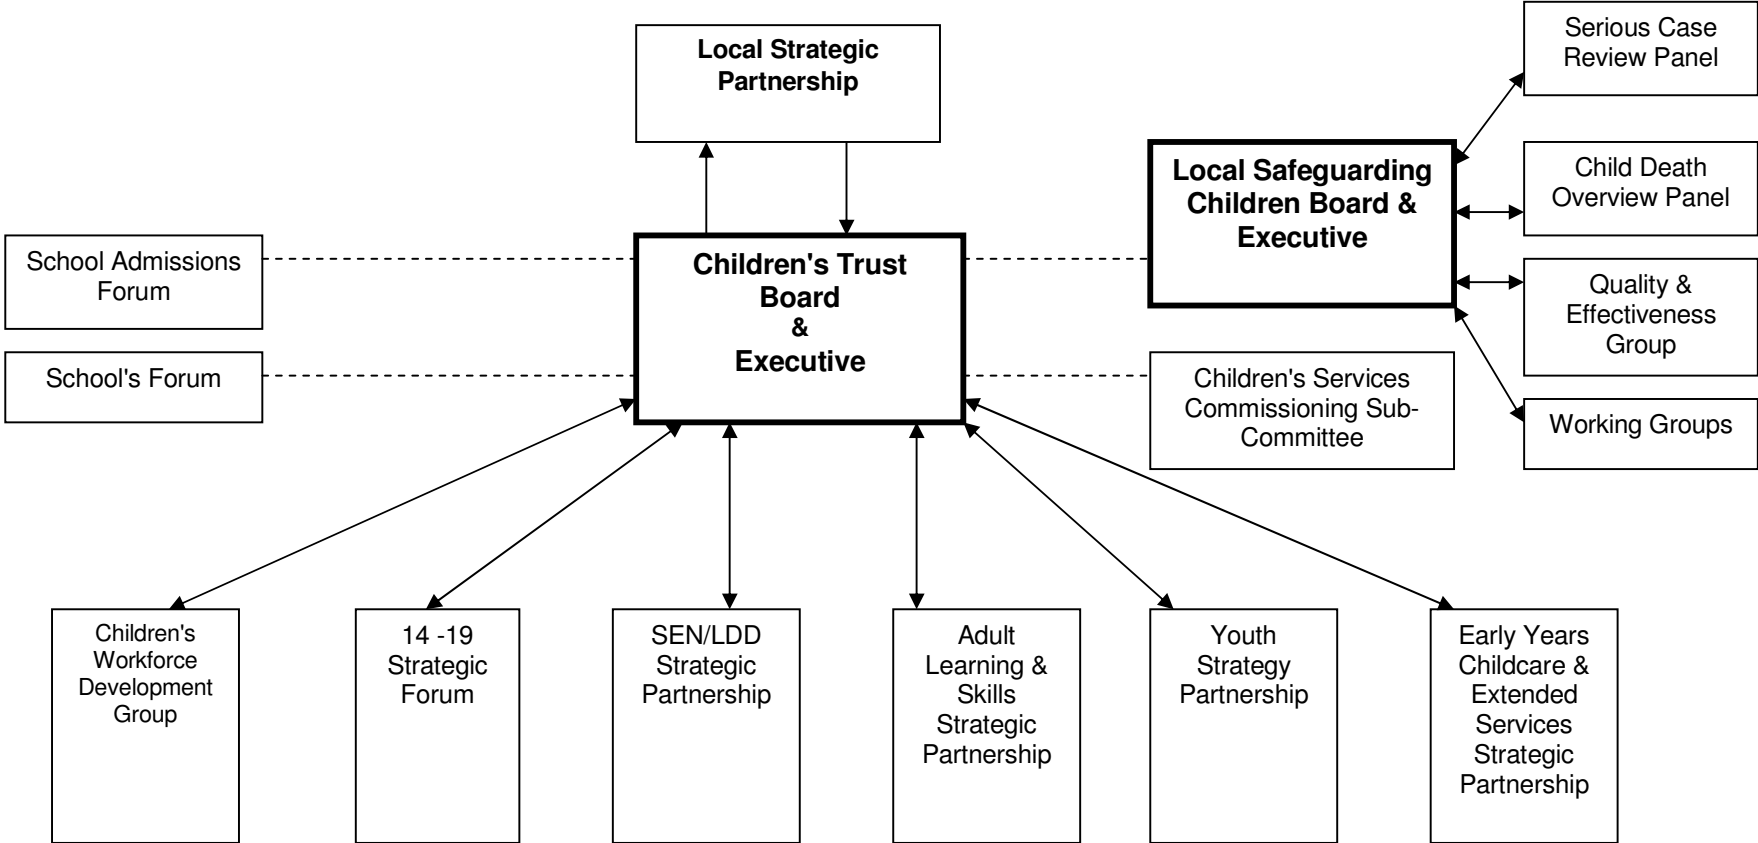 Local Strategic
Partnership
Serious Case
Review Panel
Local Safeguarding
Children Board &
Executive
Child Death
Overview Panel
School Admissions
Forum
Children's Trust
Board
&
Executive
Quality &
Effectiveness
Group
School's Forum
Children's Services
Commissioning Sub-
Committee
Working Groups
Children's
Workforce
Development
Group
14 -19
Strategic
Forum
SEN/LDD
Strategic
Partnership
Adult
Learning &
Skills
Strategic
Partnership
Youth
Strategy
Partnership
Early Years
Childcare &
Extended
Services
Strategic
Partnership